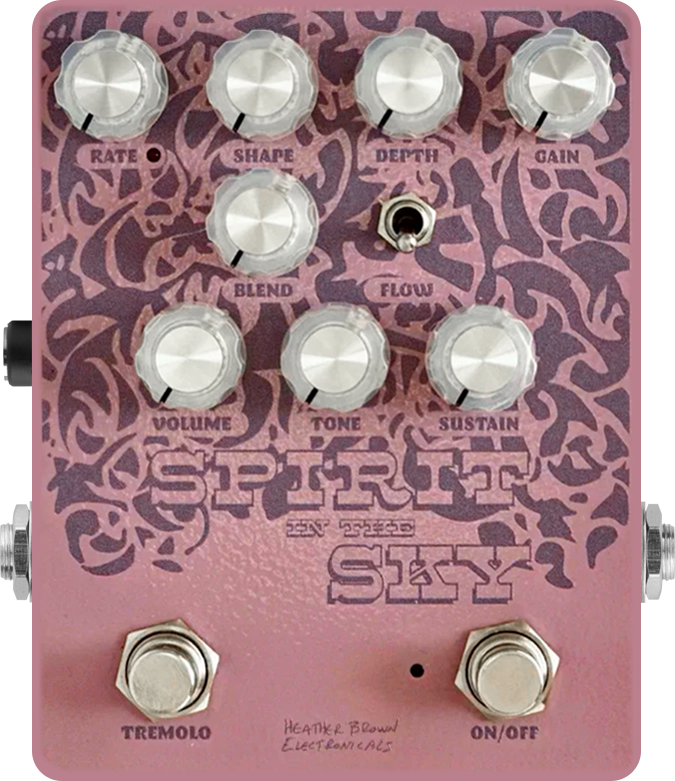 RATE SHAPE DEPTH GAIN
BLEND FLOW
VOLUME TONE SUSTAIN
SPIRIT
IN THE
SKY
TREMOLO ON/OFF
HEATHER BROWN
ELECTRONICALS